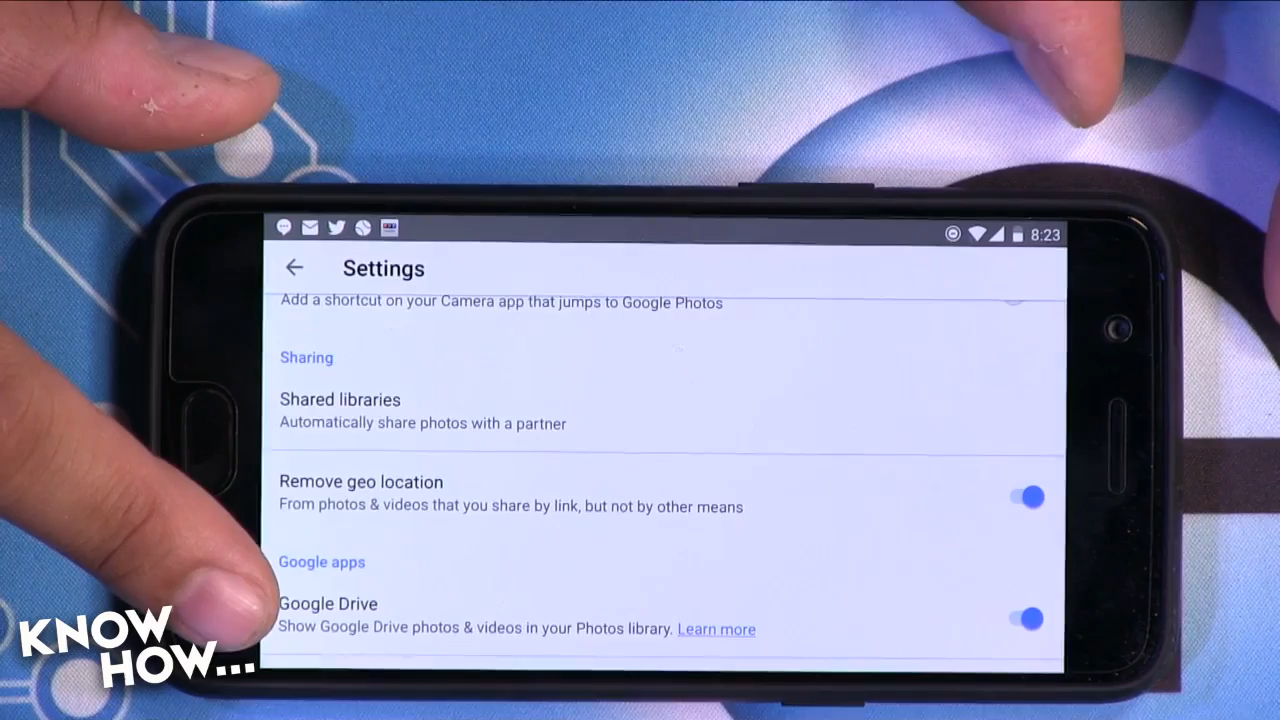 8:23
Settings
Add a shortcut on your Camera app that jumps to Google Photos
Sharing
Shared libraries
Automatically share photos with a partner
Remove geo location
From photos & videos that you share by link, but not by other means
Google apps
Google Drive
Show Google Drive photos & videos in your Photos library. Learn more
KNOW
HOW...